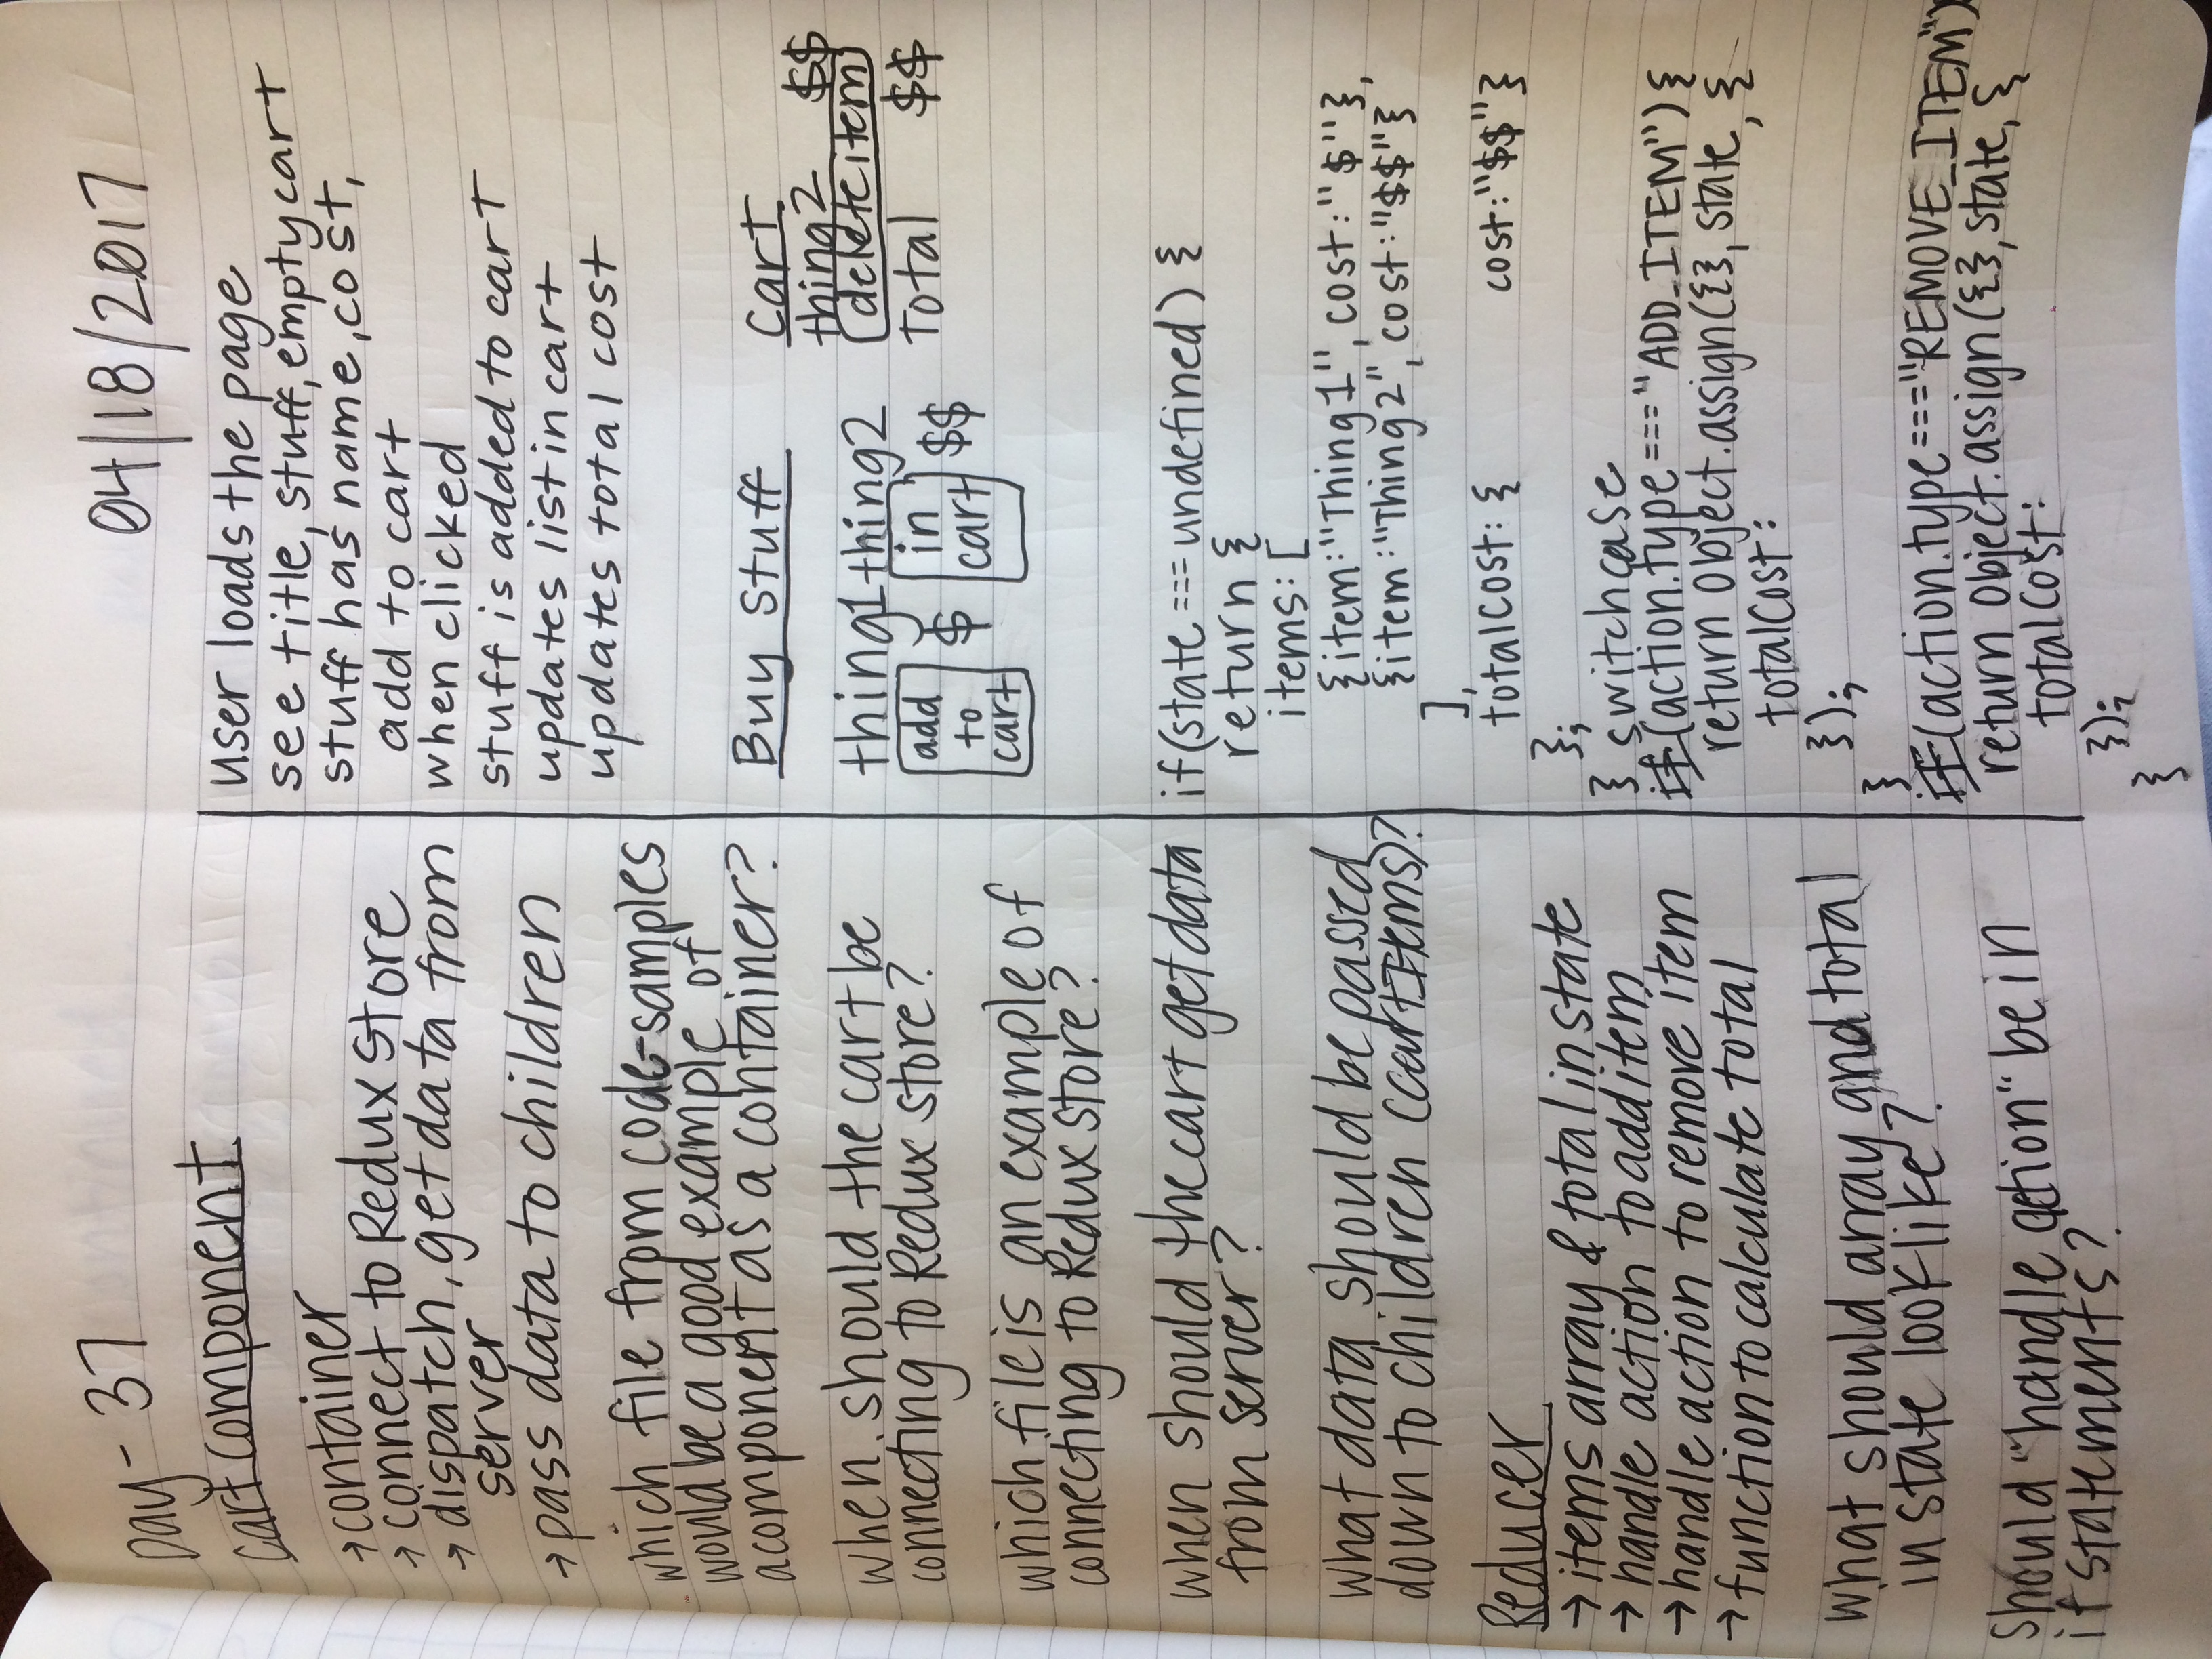 Day - 37
04/18/2017
cart component
→ container
→ connect to Redux store
→ dispatch, get data from
server
→ pass data to children
which file from code-samples
would be a good example of
a component as a container?
when should the cart be
connecting to Redux store?
which file is an example of
connecting to Redux store?
when should the cart get data
from server?
what data should be passed
down to children (cartItems)?
Reducer
→ items array & total in state
→ handle action to add item
→ handle action to remove item
→ function to calculate total
what should array and total
in state look like?
should "handle action" be in
if statements?
user loads the page
see title, stuff, empty cart
stuff has name, cost,
add to cart
when clicked
stuff is added to cart
updates list in cart
updates total cost
Buy Stuff
thing1 thing2
add
to
cart
$
in
cart
$$
Cart
thing2 $$
delete item
Total $$
if(state === undefined) {
return {
items: [
{item: "Thing1", cost: "$"},
{item: "Thing2", cost: "$$"}
],
totalCost: { cost: "$$"}
};
} switch case
if(action.type === "ADD_ITEM") {
return Object.assign({}, state, {
totalCost:
});
}
if(action.type === "REMOVE_ITEM")
return Object.assign({}, state, {
totalCost:
});
}